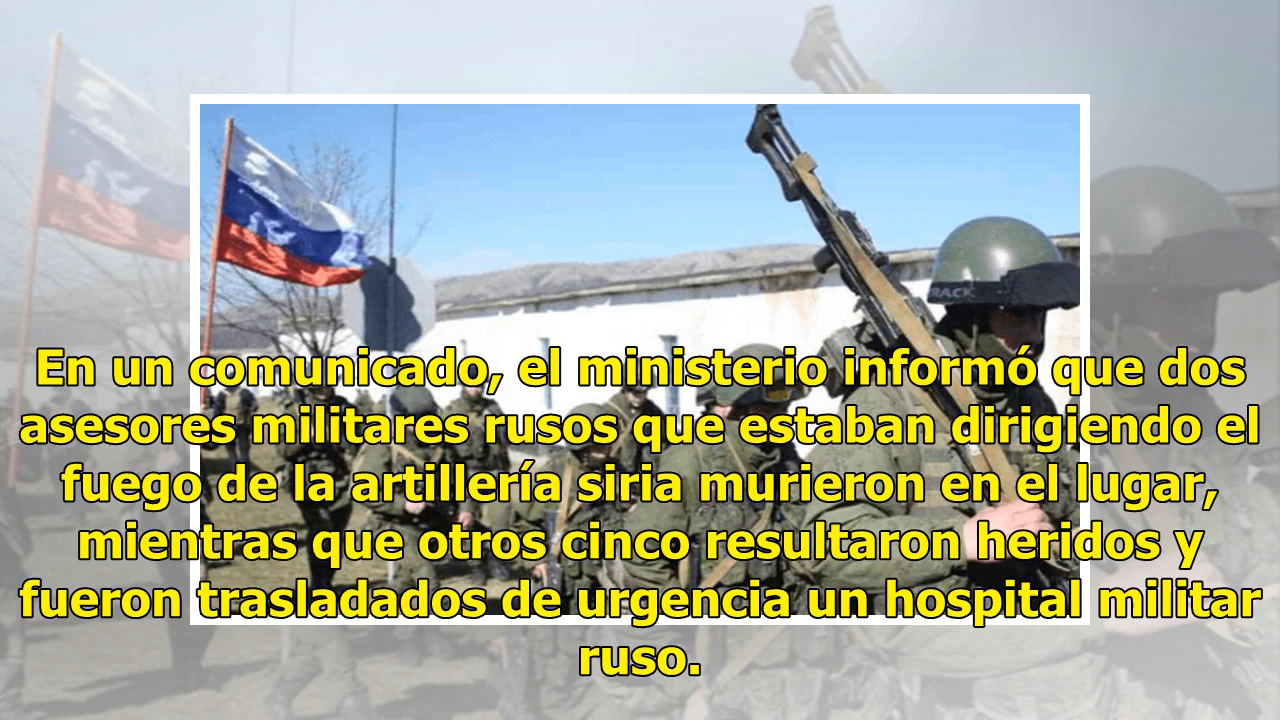 En un comunicado, el ministerio informó que dos
asesores militares rusos que estaban dirigiendo el
fuego de la artillería siria murieron en el lugar,
mientras que otros cinco resultaron heridos y
fueron trasladados de urgencia un hospital militar
ruso.